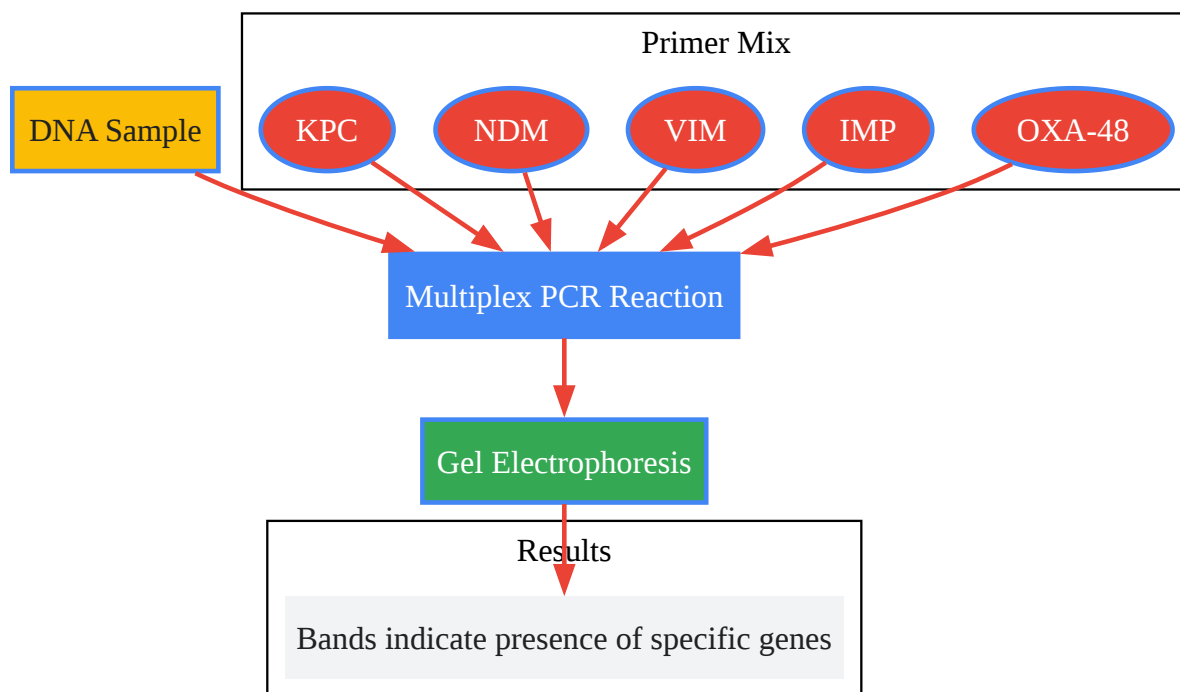 Primer Mix
DNA Sample
KPC
NDM
VIM
IMP
OXA-48
Multiplex PCR Reaction
Gel Electrophoresis
Results
Bands indicate presence of specific genes